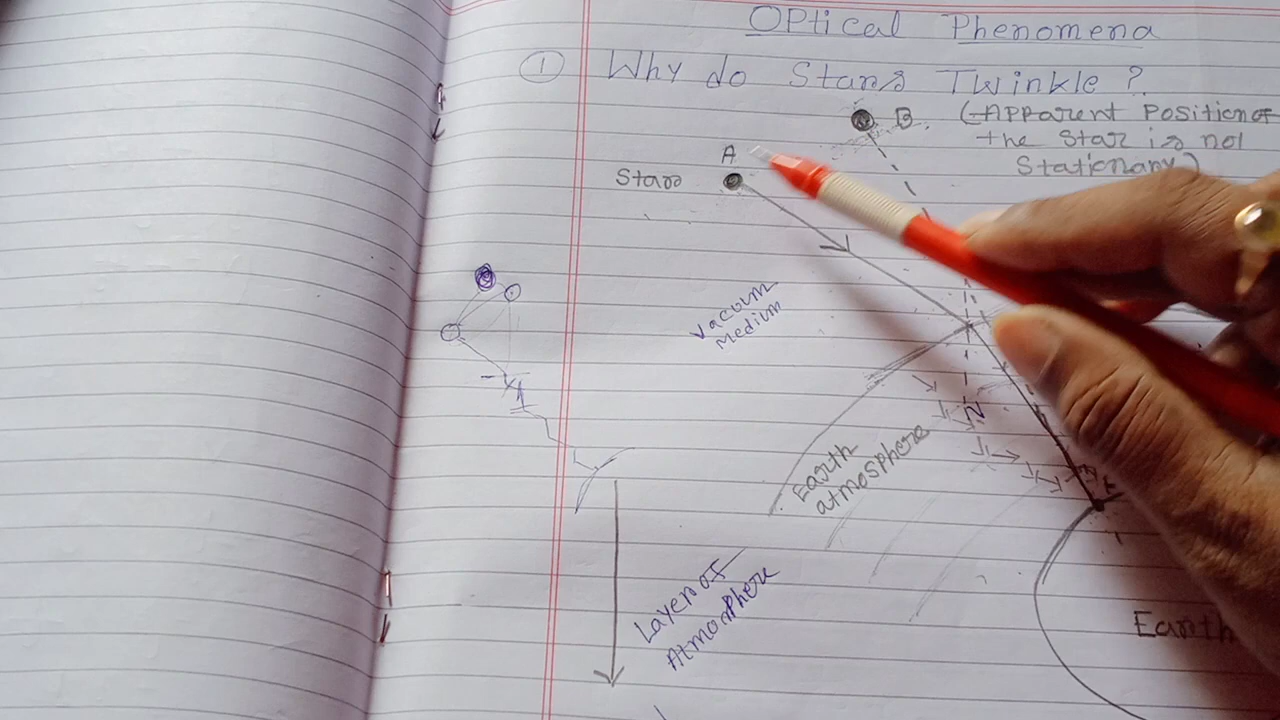 Optical Phenomena
① Why do Stars Twinkle?
B (Apparent Position of
the Star is not
Stationary)
A
Stars
Vacuum
Medium
N
Earth
atmosphere
Layer of
Atmosphere
Earth